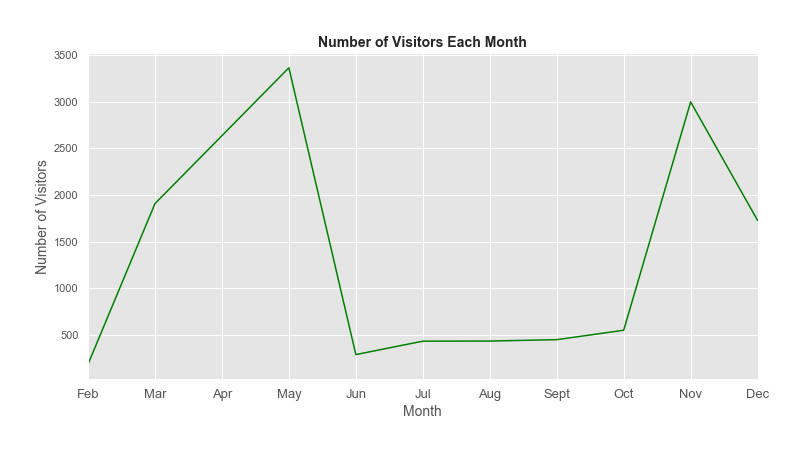 Number of Visitors Each Month
3500
3000
2500
2000
1500
1000
500
Number of Visitors
Feb Mar Apr May Jun Jul Aug Sept Oct Nov Dec
Month